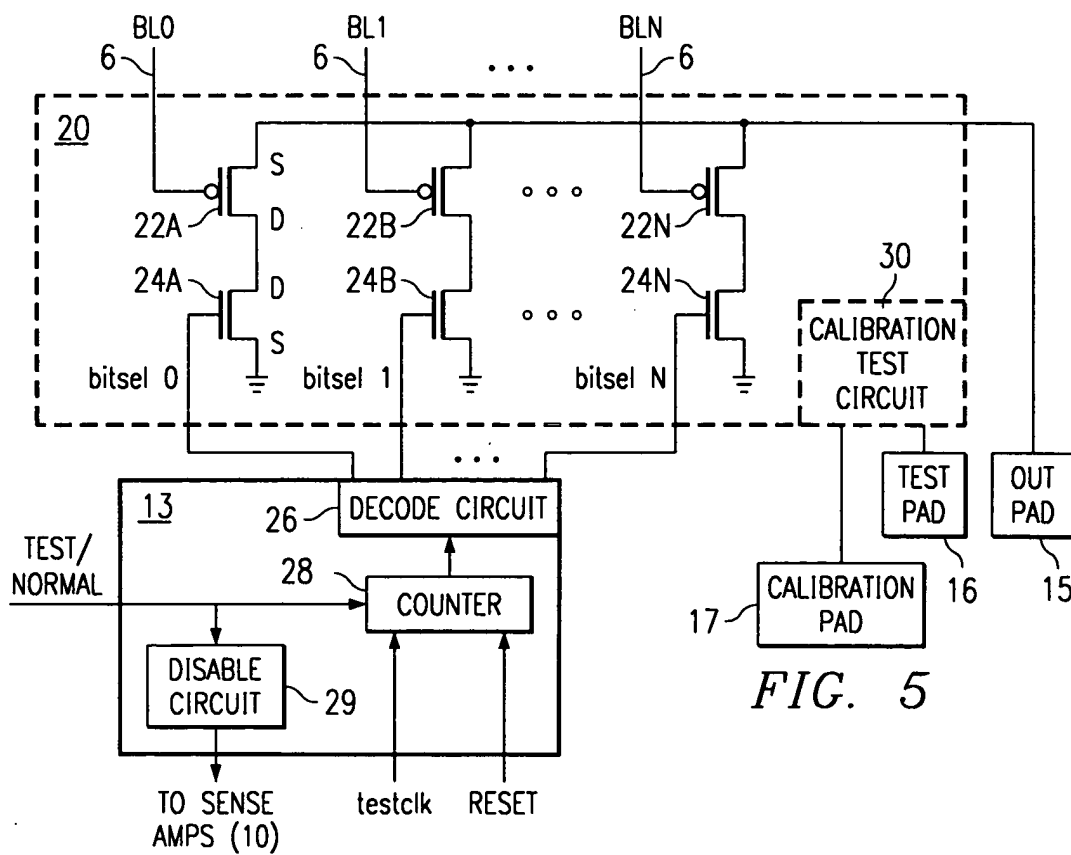 BL0 BL1 BLN
6 6 6
20
S
22A D 22B 22N
24A D 24B 24N
S
30
CALIBRATION
TEST
CIRCUIT
bitsel 0 bitsel 1 bitsel N
13
26 DECODE CIRCUIT
TEST
PAD
OUT
PAD
TEST/
NORMAL
28
COUNTER
16
15
17 CALIBRATION
PAD
DISABLE
CIRCUIT
29
FIG. 5
TO SENSE
AMPS (10)
testclk RESET